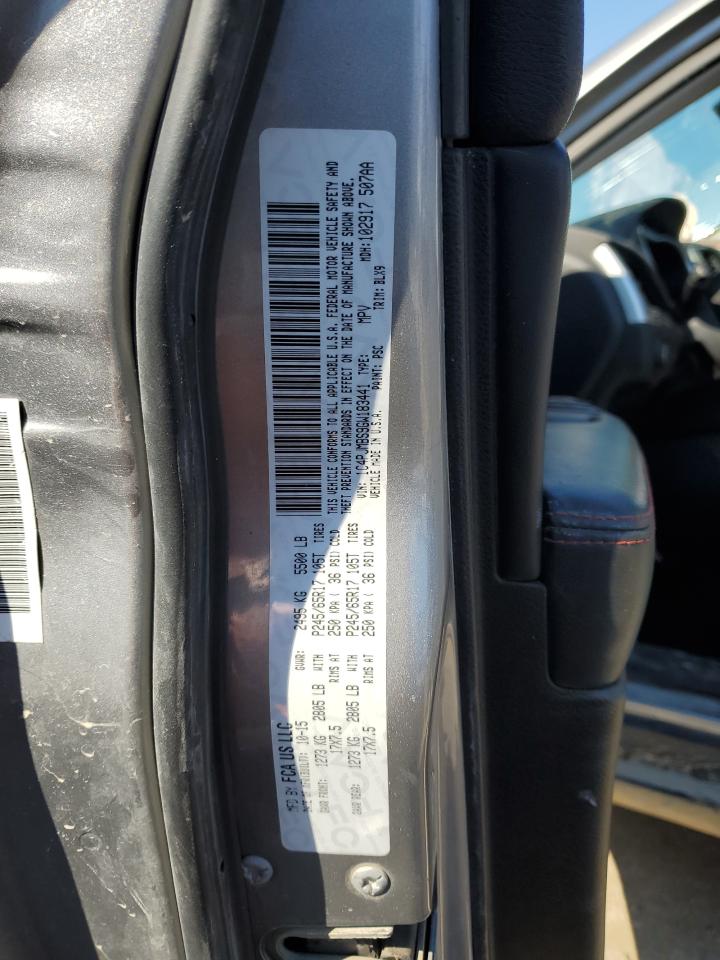 MFD BY FCA US LLC
DATE OF MFR/MOBILITY: 10-15 GVWR: 2495 KG 5500 LB
GAWR FRONT: 1273 KG 2805 LB WITH P245/65R17 105T TIRES
17X7.5 RIMS AT 250 KPA ( 36 PSI) COLD
GAWR REAR: 1273 KG 2805 LB WITH P245/65R17 105T TIRES
17X7.5 RIMS AT 250 KPA ( 36 PSI) COLD
THIS VEHICLE CONFORMS TO ALL APPLICABLE U.S.A. FEDERAL MOTOR VEHICLE SAFETY AND
THEFT PREVENTION STANDARDS IN EFFECT ON THE DATE OF MANUFACTURE SHOWN ABOVE.
VIN: 1C4PJMBS9GW183441 TYPE: MPV MDH: 102917 507AA
VEHICLE MADE IN U.S.A. PAINT: PSC TRIM: BLX9